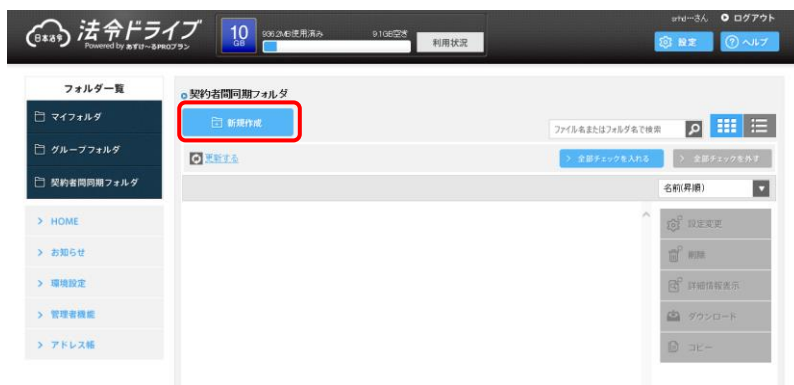 日本法令 法令ドライブ
Powered by あすけ～るPROプラン
10 GB
936.2MB使用済み 9.1GB空き
利用状況
さん ログアウト
設定 ヘルプ
フォルダ一覧
マイフォルダ
グループフォルダ
契約者間同期フォルダ
HOME
お知らせ
環境設定
管理者機能
アドレス帳
契約者間同期フォルダ
新規作成
ファイル名またはフォルダ名で検索
更新する
全部チェックを入れる
全部チェックを外す
名前(昇順)
設定変更
削除
詳細情報表示
ダウンロード
コピー